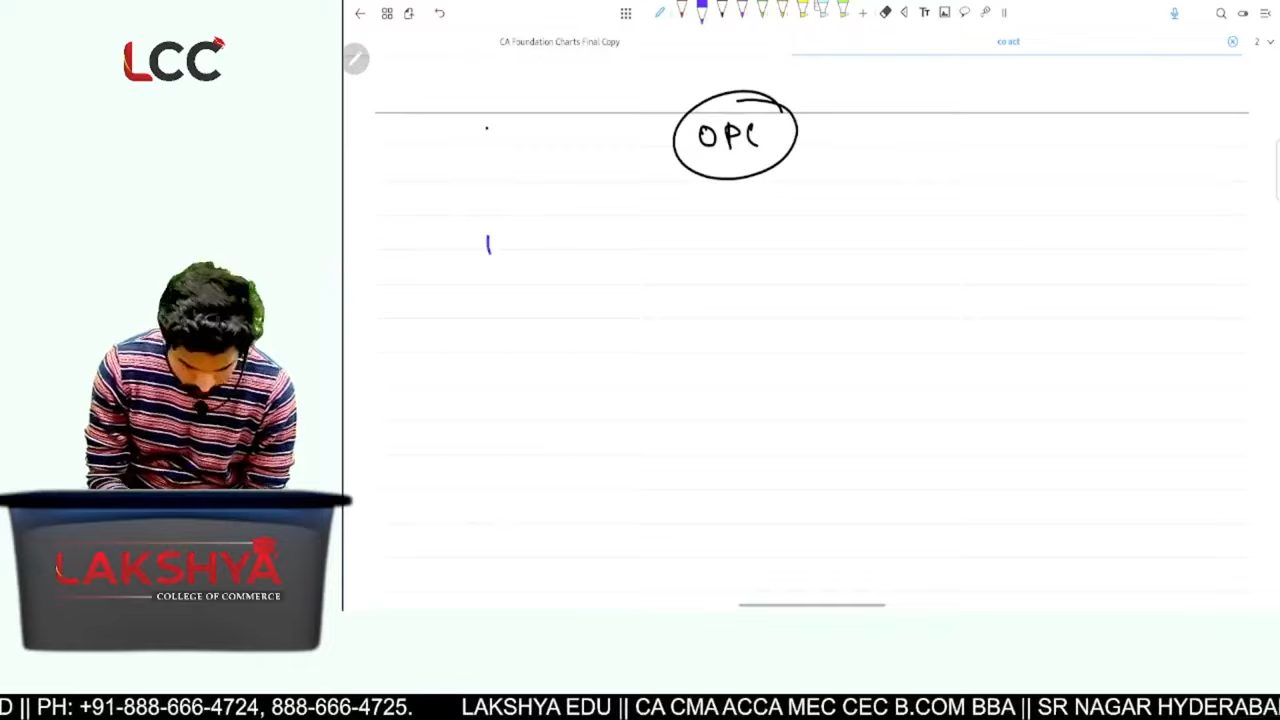 LCC
CA Foundation Charts Final Copy
co act
2
Tт
OPC
LAKSHYA
COLLEGE OF COMMERCE
D || PH: +91-888-666-4724, 888-666-4725. LAKSHYA EDU || CA CMA ACCA MEC CEC B.COM BBA || SR NAGAR HYDERABA